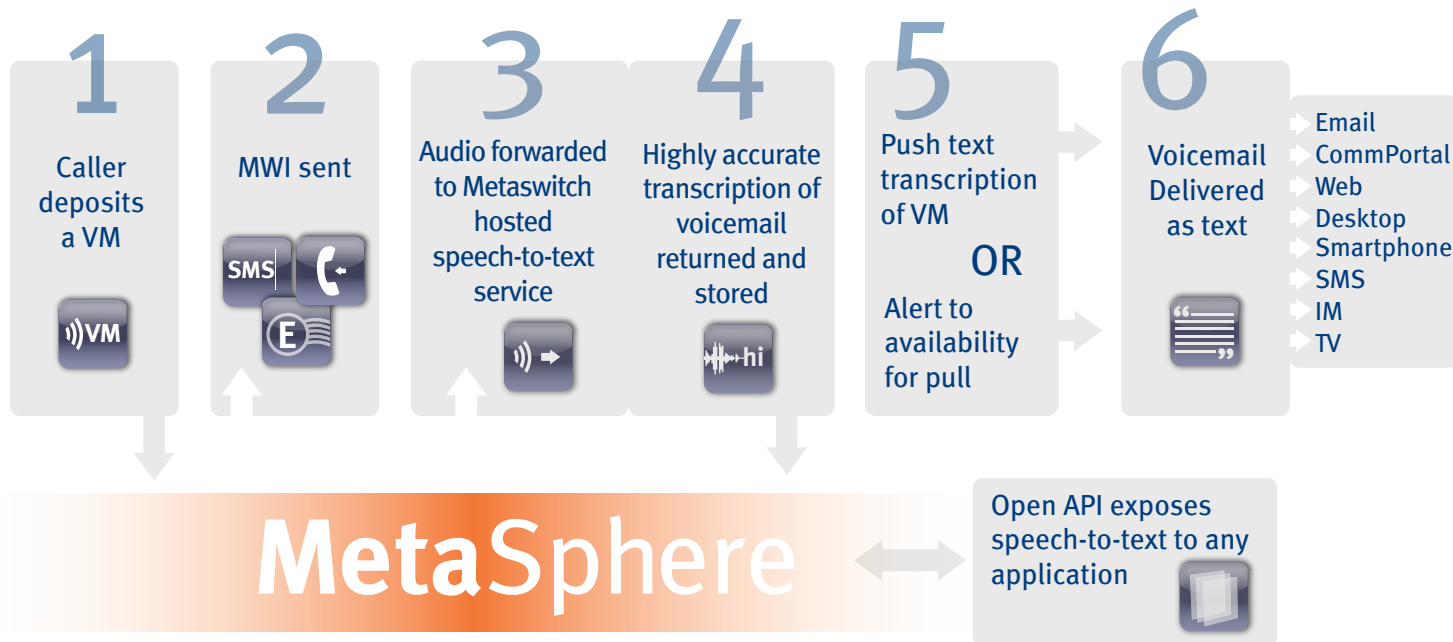 1
Caller
deposits
a VM
VM
2
MWI sent
SMS
E
3
Audio forwarded
to Metaswitch
hosted
speech-to-text
service
4
Highly accurate
transcription of
voicemail
returned and
stored
hi
5
Push text
transcription
of VM
OR
Alert to
availability
for pull
6
Voicemail
Delivered
as text
“
”
Email
CommPortal
Web
Desktop
Smartphone
SMS
IM
TV
MetaSphere
Open API exposes
speech-to-text to any
application